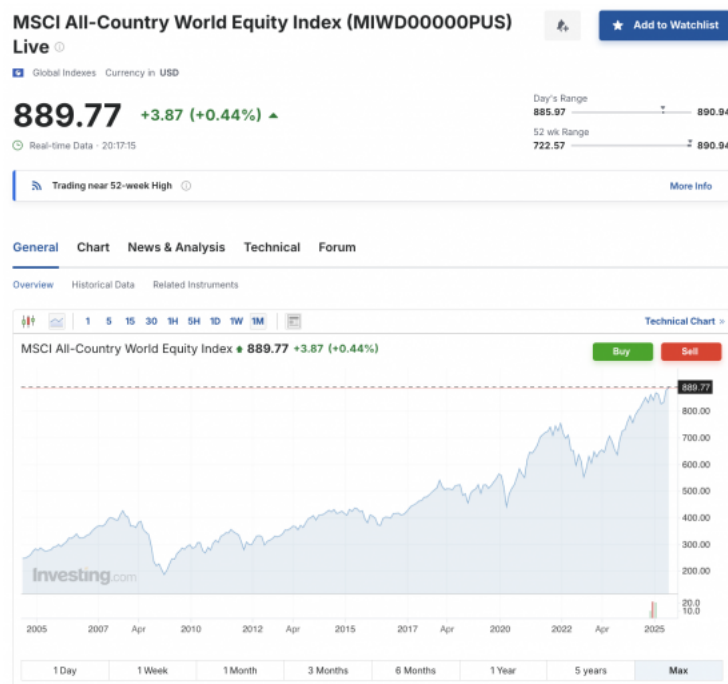 MSCI All-Country World Equity Index (MIWD00000PUS)
Live
Add to Watchlist
Global Indexes Currency in USD
889.77 +3.87 (+0.44%)
Real-time Data · 20:17:15
Day's Range
885.97 890.94
52 wk Range
722.57 890.94
Trading near 52-week High
More Info
General Chart News & Analysis Technical Forum
Overview Historical Data Related Instruments
1 5 15 30 1H 5H 1D 1W 1M
Technical Chart »
MSCI All-Country World Equity Index 889.77 +3.87 (+0.44%)
Buy Sell
889.77
800.00
700.00
600.00
500.00
400.00
300.00
200.00
Investing.com
20.0
10.0
2005 2007 Apr 2010 2012 Apr 2015 2017 Apr 2020 2022 Apr 2025
1 Day 1 Week 1 Month 3 Months 6 Months 1 Year 5 years Max